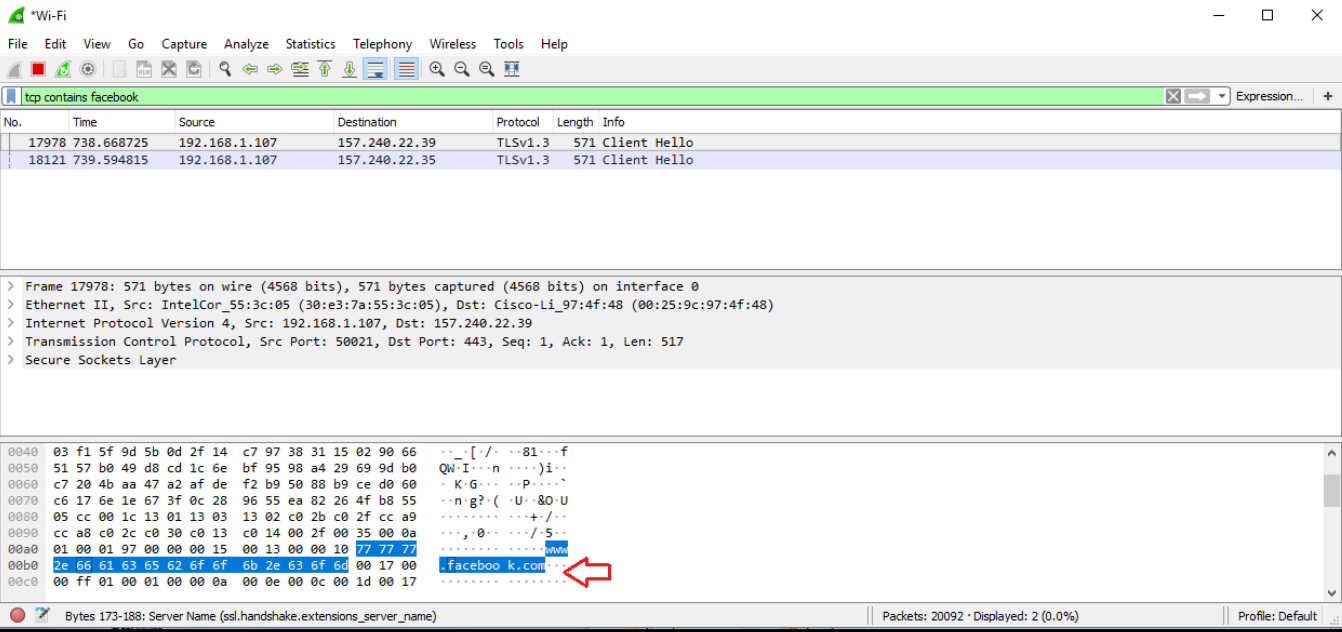 *Wi-Fi
File Edit View Go Capture Analyze Statistics Telephony Wireless Tools Help
tcp contains facebook Expression... +
No. Time Source Destination Protocol Length Info
17978 738.668725 192.168.1.107 157.240.22.39 TLSv1.3 571 Client Hello
18121 739.594815 192.168.1.107 157.240.22.35 TLSv1.3 571 Client Hello
> Frame 17978: 571 bytes on wire (4568 bits), 571 bytes captured (4568 bits) on interface 0
> Ethernet II, Src: IntelCor_55:3c:05 (30:e3:7a:55:3c:05), Dst: Cisco-Li_97:4f:48 (00:25:9c:97:4f:48)
> Internet Protocol Version 4, Src: 192.168.1.107, Dst: 157.240.22.39
> Transmission Control Protocol, Src Port: 50021, Dst Port: 443, Seq: 1, Ack: 1, Len: 517
> Secure Sockets Layer
0040 03 f1 5f 9d 5b 0d 2f 14 c7 97 38 31 15 02 90 66 ··_·[·/· ··81···f
0050 51 57 b0 49 d8 cd 1c 6e bf 95 98 a4 29 69 9d b0 QW·I···n ····)i··
0060 c7 20 4b aa 47 a2 af de f2 b9 50 88 b9 ce d0 60 · K·G··· ··P····`
0070 c6 17 6e 1e 67 3f 0c 28 96 55 ea 82 26 4f b8 55 ··n·g?·( ·U··&O·U
0080 05 cc 00 1c 13 01 13 03 13 02 c0 2b c0 2f cc a9 ········ ···+·/··
0090 cc a8 c0 2c c0 30 c0 13 c0 14 00 2f 00 35 00 0a ···,·0·· ···/·5··
00a0 01 00 01 97 00 00 00 15 00 13 00 00 10 77 77 77 ········ ·····www
00b0 2e 66 61 63 65 62 6f 6f 6b 2e 63 6f 6d 00 17 00 .faceboo k.com···
00c0 00 ff 01 00 01 00 00 0a 00 0e 00 0c 00 1d 00 17 ········ ········
Bytes 173-188: Server Name (ssl.handshake.extensions_server_name) Packets: 20092 · Displayed: 2 (0.0%) Profile: Default